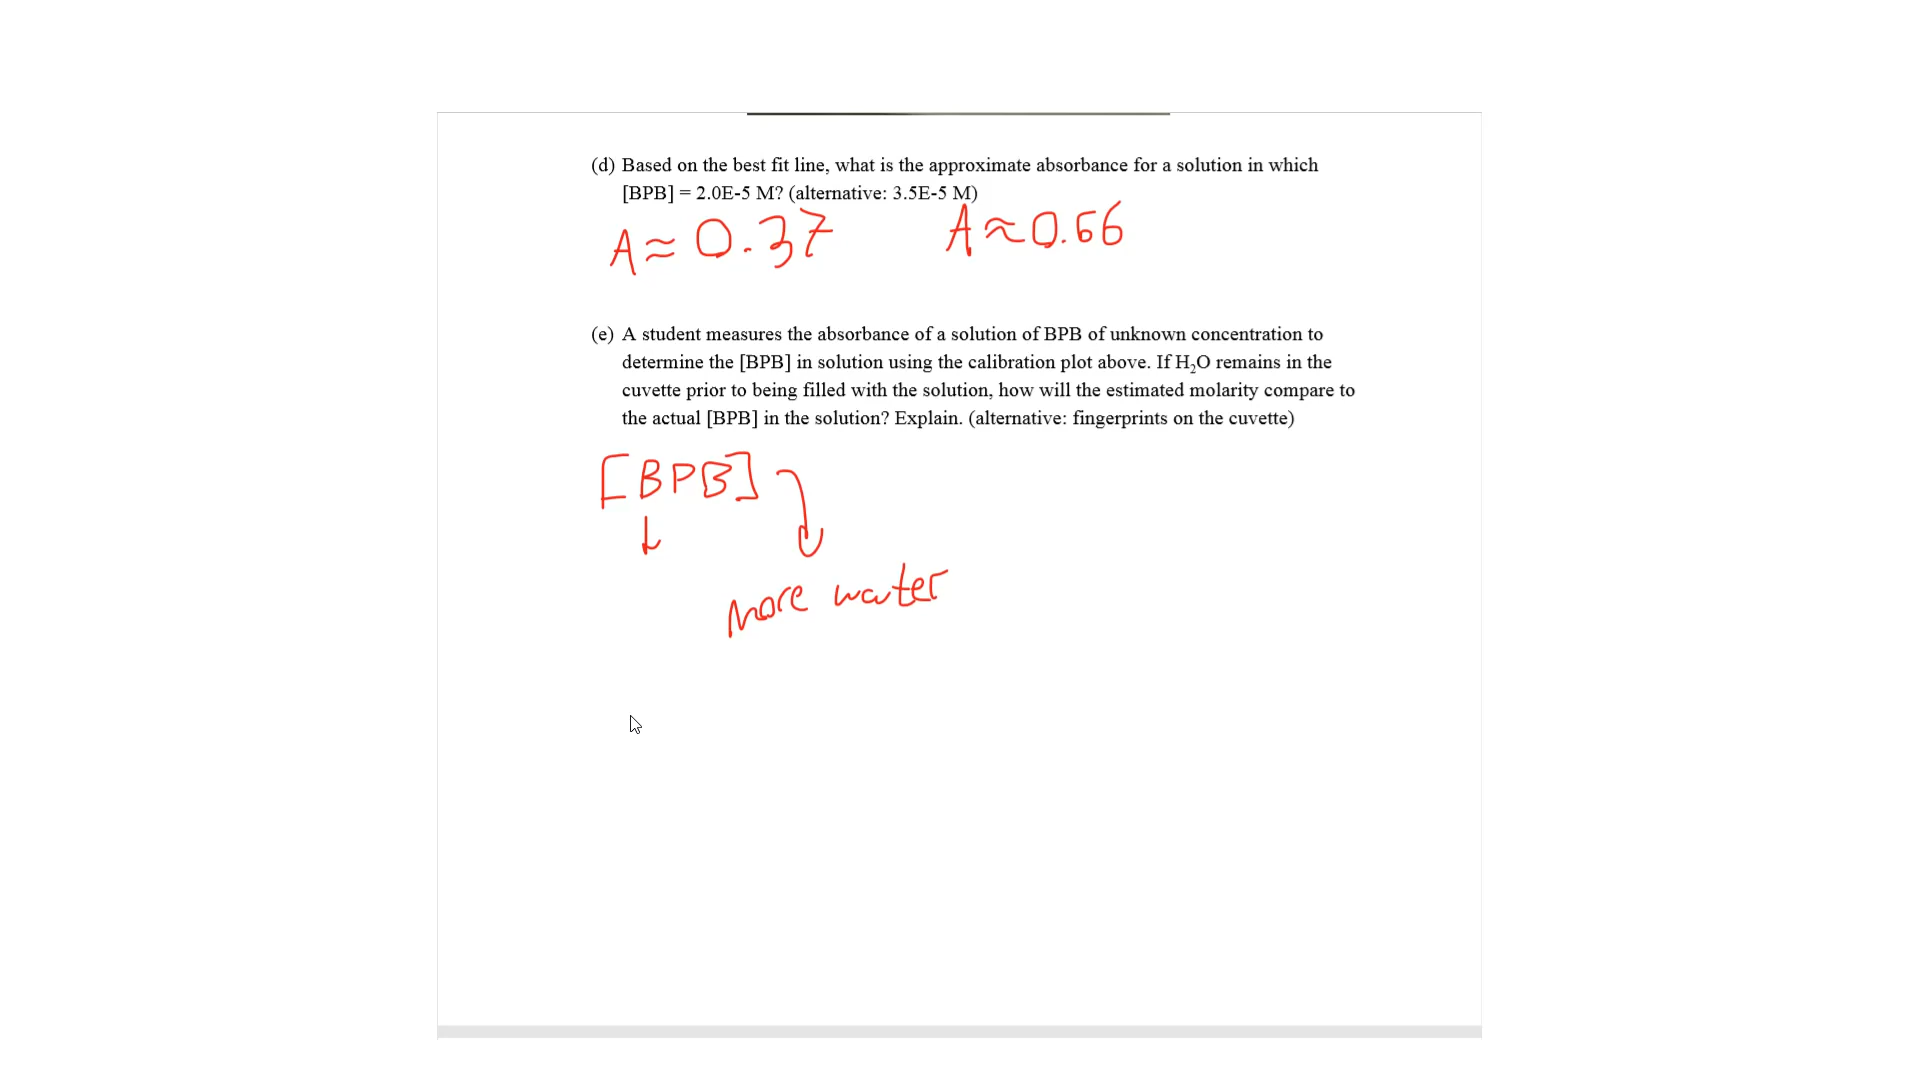 (d) Based on the best fit line, what is the approximate absorbance for a solution in which
[BPB] = 2.0E-5 M? (alternative: 3.5E-5 M)
A ≈ 0.37 A ≈ 0.66
(e) A student measures the absorbance of a solution of BPB of unknown concentration to
determine the [BPB] in solution using the calibration plot above. If H₂O remains in the
cuvette prior to being filled with the solution, how will the estimated molarity compare to
the actual [BPB] in the solution? Explain. (alternative: fingerprints on the cuvette)
[BPB]
↓
more water